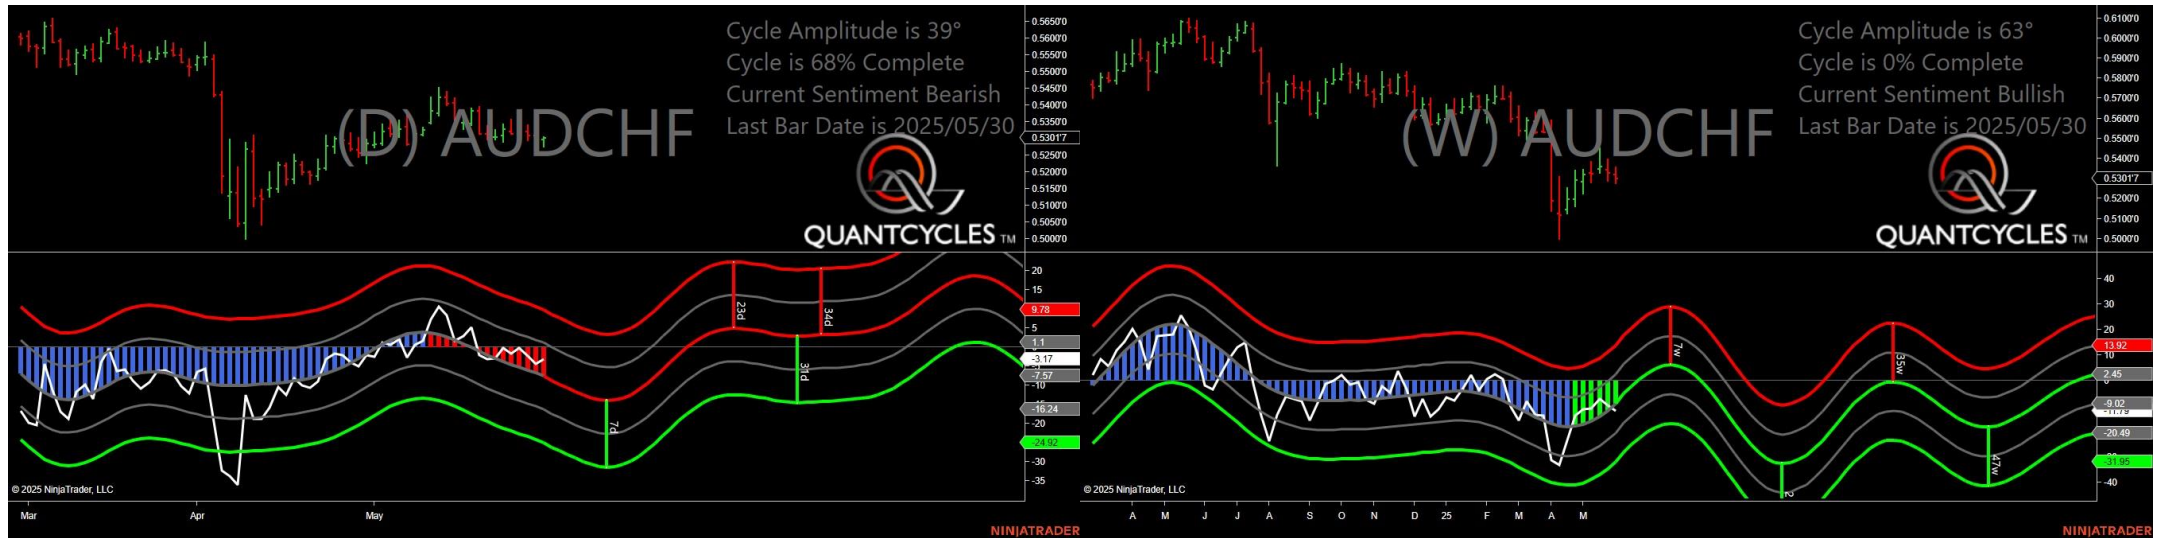 Cycle Amplitude is 39°
Cycle is 68% Complete
Current Sentiment Bearish
Last Bar Date is 2025/05/30
(D) AUDCHF
QUANTCYCLES TM
0.5650'0
0.5600'0
0.5550'0
0.5500'0
0.5450'0
0.5400'0
0.5350'0
0.5301'7
0.5250'0
0.5200'0
0.5150'0
0.5100'0
0.5050'0
0.5000'0
23d
34d
31d
7d
20
15
9.78
5
1.1
-3.17
-7.57
-10
-16.24
-20
-24.92
-30
-35
© 2025 NinjaTrader, LLC
Mar
Apr
May
NINJATRADER
Cycle Amplitude is 63°
Cycle is 0% Complete
Current Sentiment Bullish
Last Bar Date is 2025/05/30
(W) AUDCHF
QUANTCYCLES TM
0.6100'0
0.6000'0
0.5900'0
0.5800'0
0.5700'0
0.5600'0
0.5500'0
0.5400'0
0.5301'7
0.5200'0
0.5100'0
0.5000'0
7w
35w
47w
2
40
30
20
13.92
10
2.45
-9.02
-11.79
-20.49
-31.95
-40
© 2025 NinjaTrader, LLC
A M J J A S O N D 25 F M A M
NINJATRADER